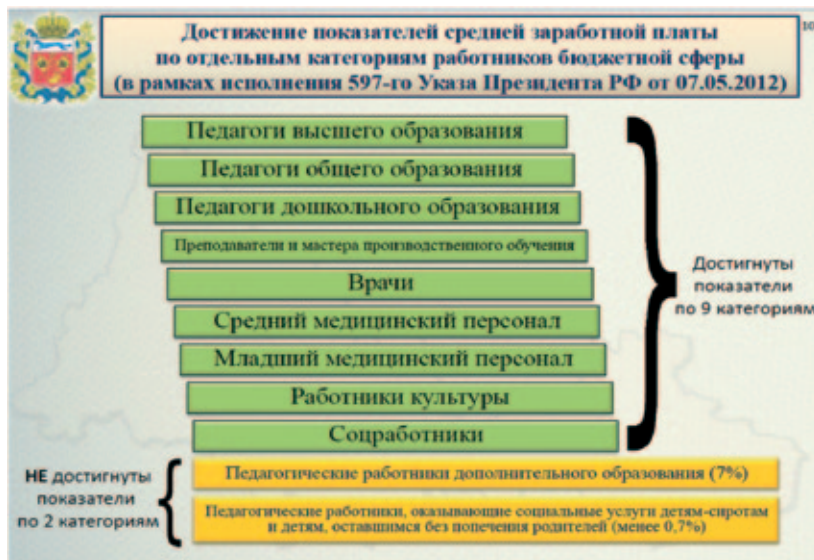 10
Достижение показателей средней заработной платы
по отдельным категориям работников бюджетной сферы
(в рамках исполнения 597-го Указа Президента РФ от 07.05.2012)
Педагоги высшего образования
Педагоги общего образования
Педагоги дошкольного образования
Преподаватели и мастера производственного обучения
Врачи
Средний медицинский персонал
Младший медицинский персонал
Работники культуры
Соцработники
Достигнуты
показатели
по 9 категориям
НЕ достигнуты
показатели
по 2 категориям
Педагогические работники дополнительного образования (7%)
Педагогические работники, оказывающие социальные услуги детям-сиротам
и детям, оставшимся без попечения родителей (менее 0,7%)